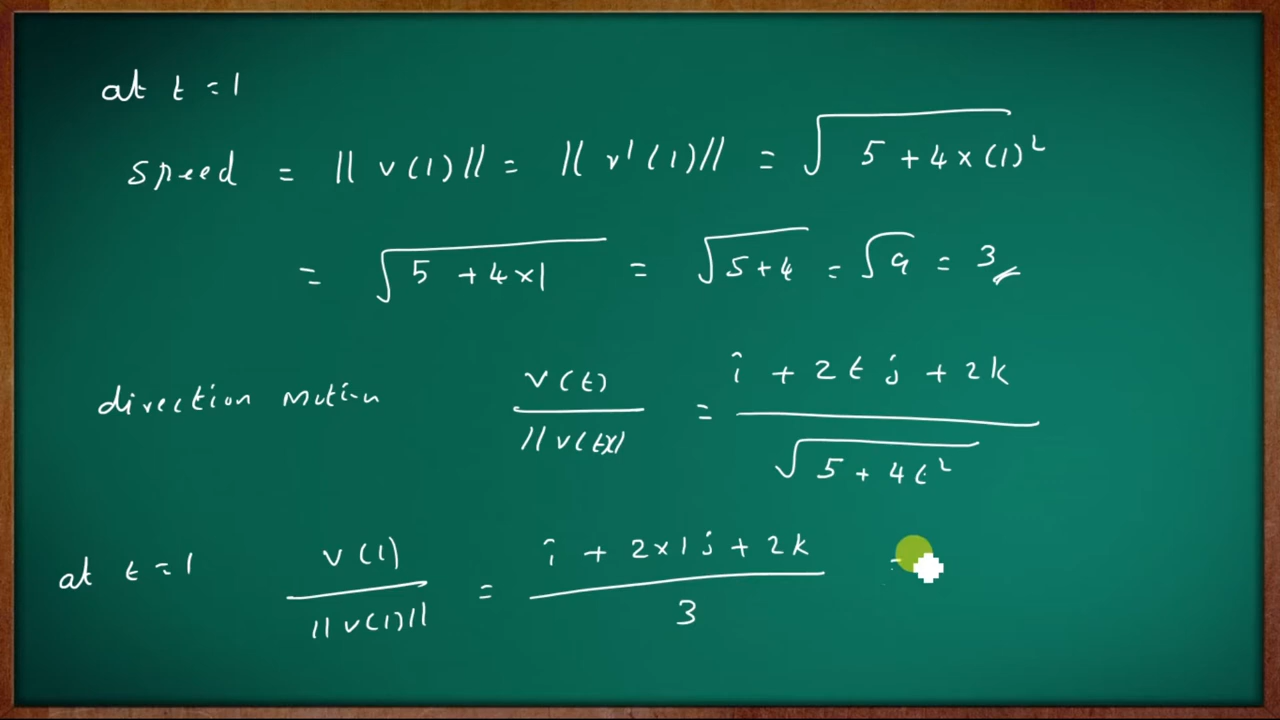 at t = 1
speed = || v(1) || = || r'(1) || = √(5 + 4×(1)²)
= √(5 + 4×1) = √(5+4) = √9 = 3
direction motion v(t) / ||v(t)|| = (î + 2t j + 2k) / √(5 + 4t²)
at t = 1 v(1) / ||v(1)|| = (î + 2×1 j + 2k) / 3 =